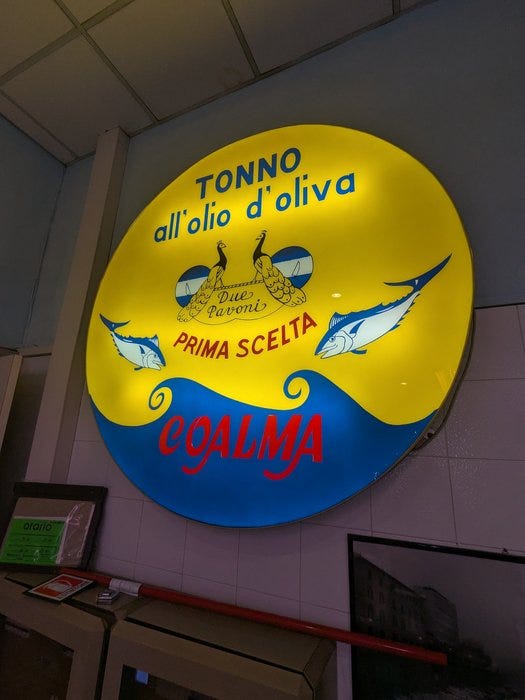 TONNO
all'olio d'oliva
Due
Pavoni
PRIMA SCELTA
COALMA
orario